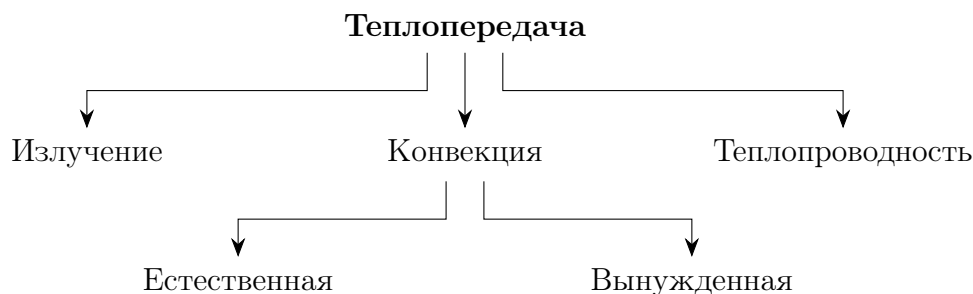 Теплопередача
Излучение Конвекция Теплопроводность
Естественная Вынужденная